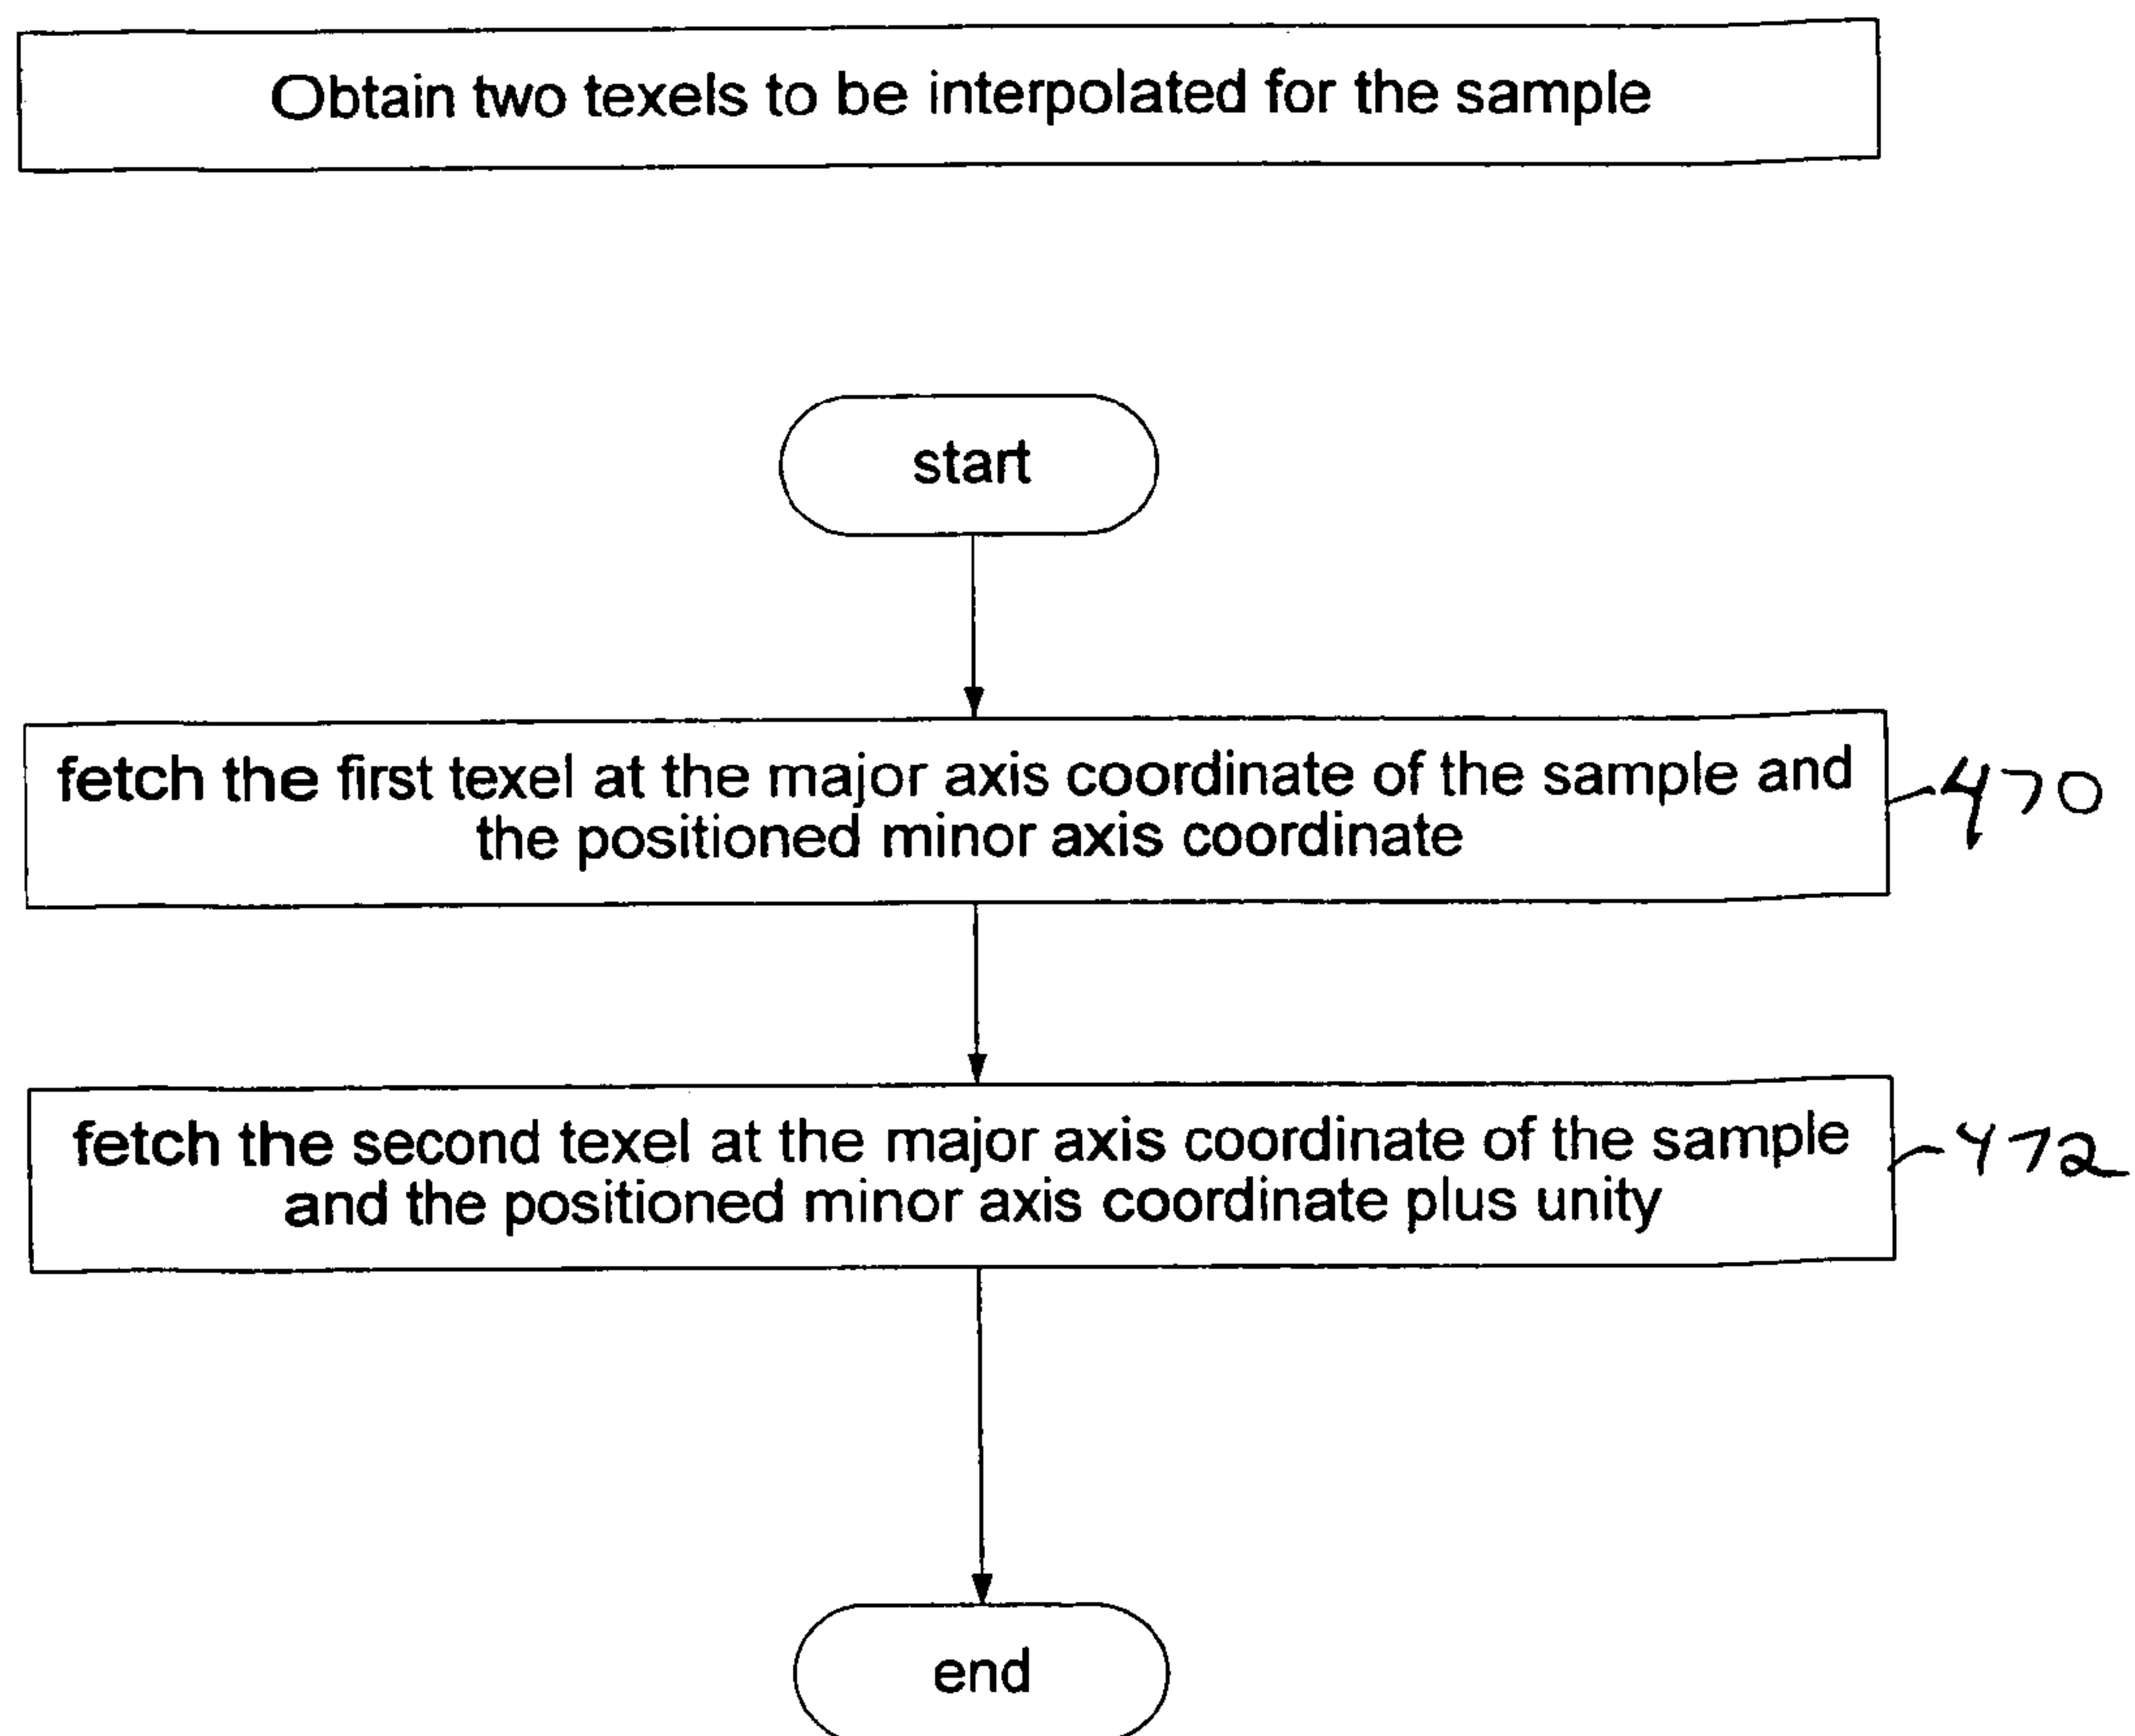 Obtain two texels to be interpolated for the sample
start
fetch the first texel at the major axis coordinate of the sample and
the positioned minor axis coordinate
470
fetch the second texel at the major axis coordinate of the sample
and the positioned minor axis coordinate plus unity
472
end